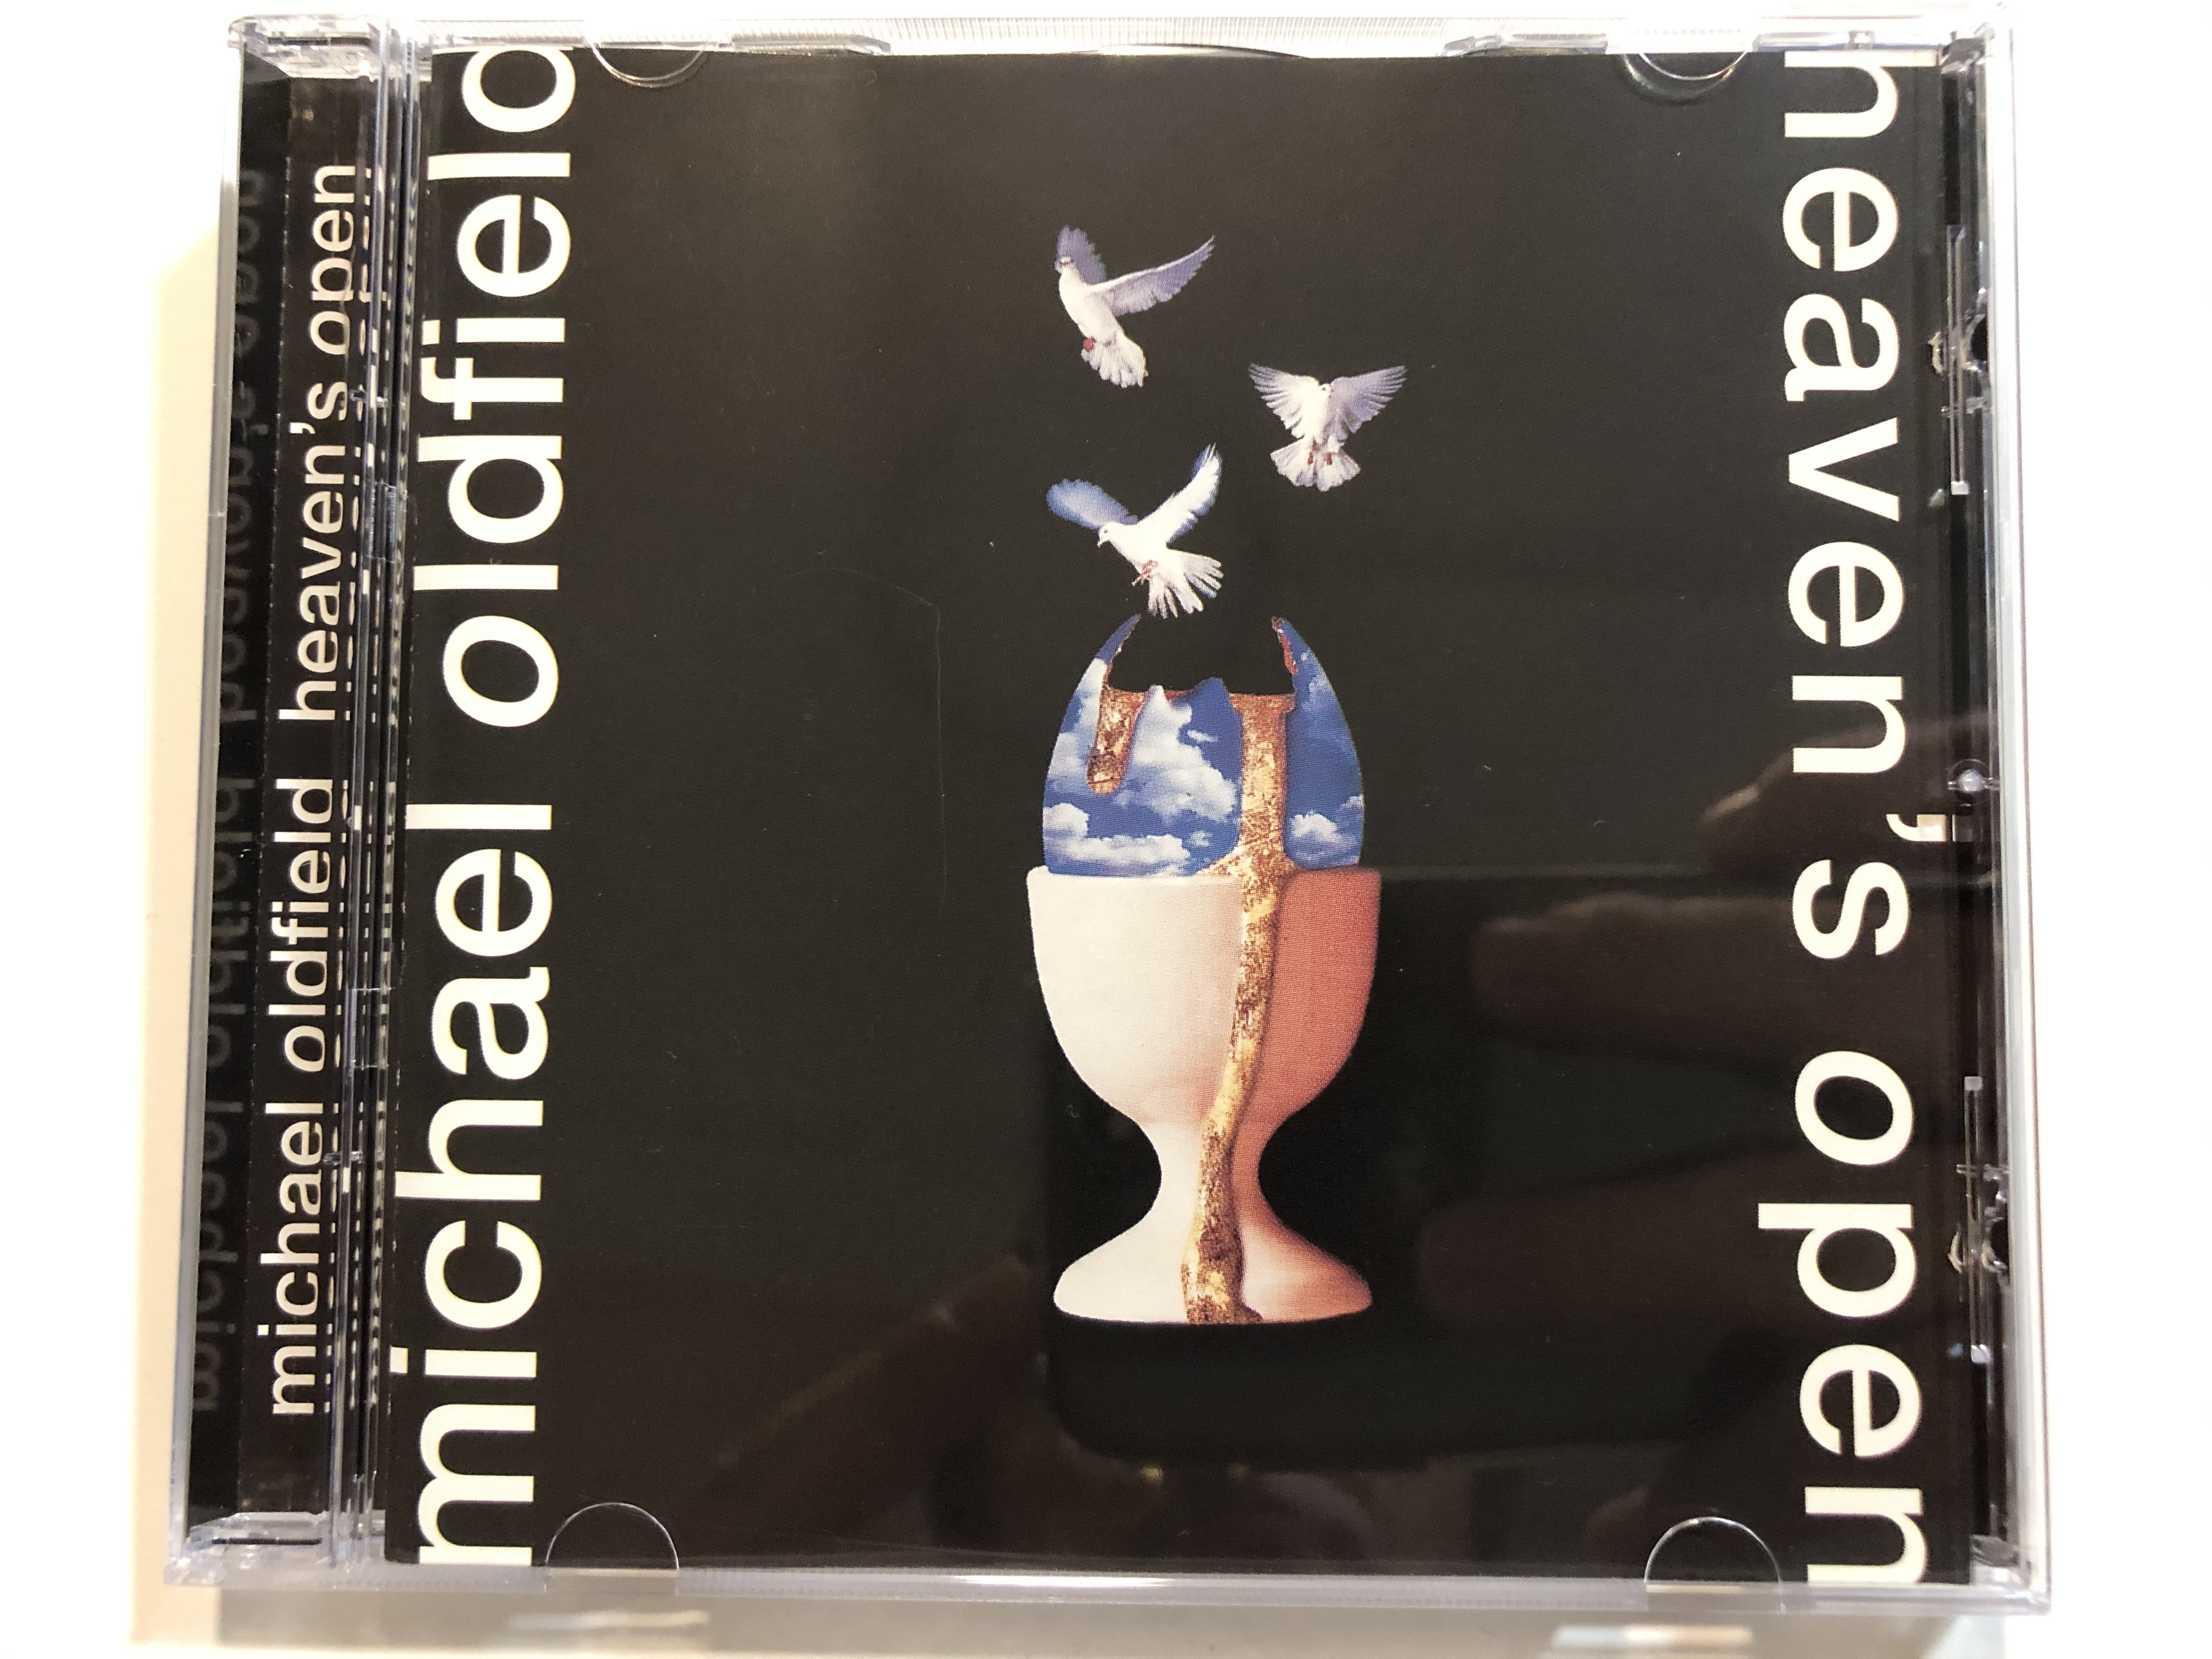 michael oldfield heaven's open
michael oldfield
heaven's open